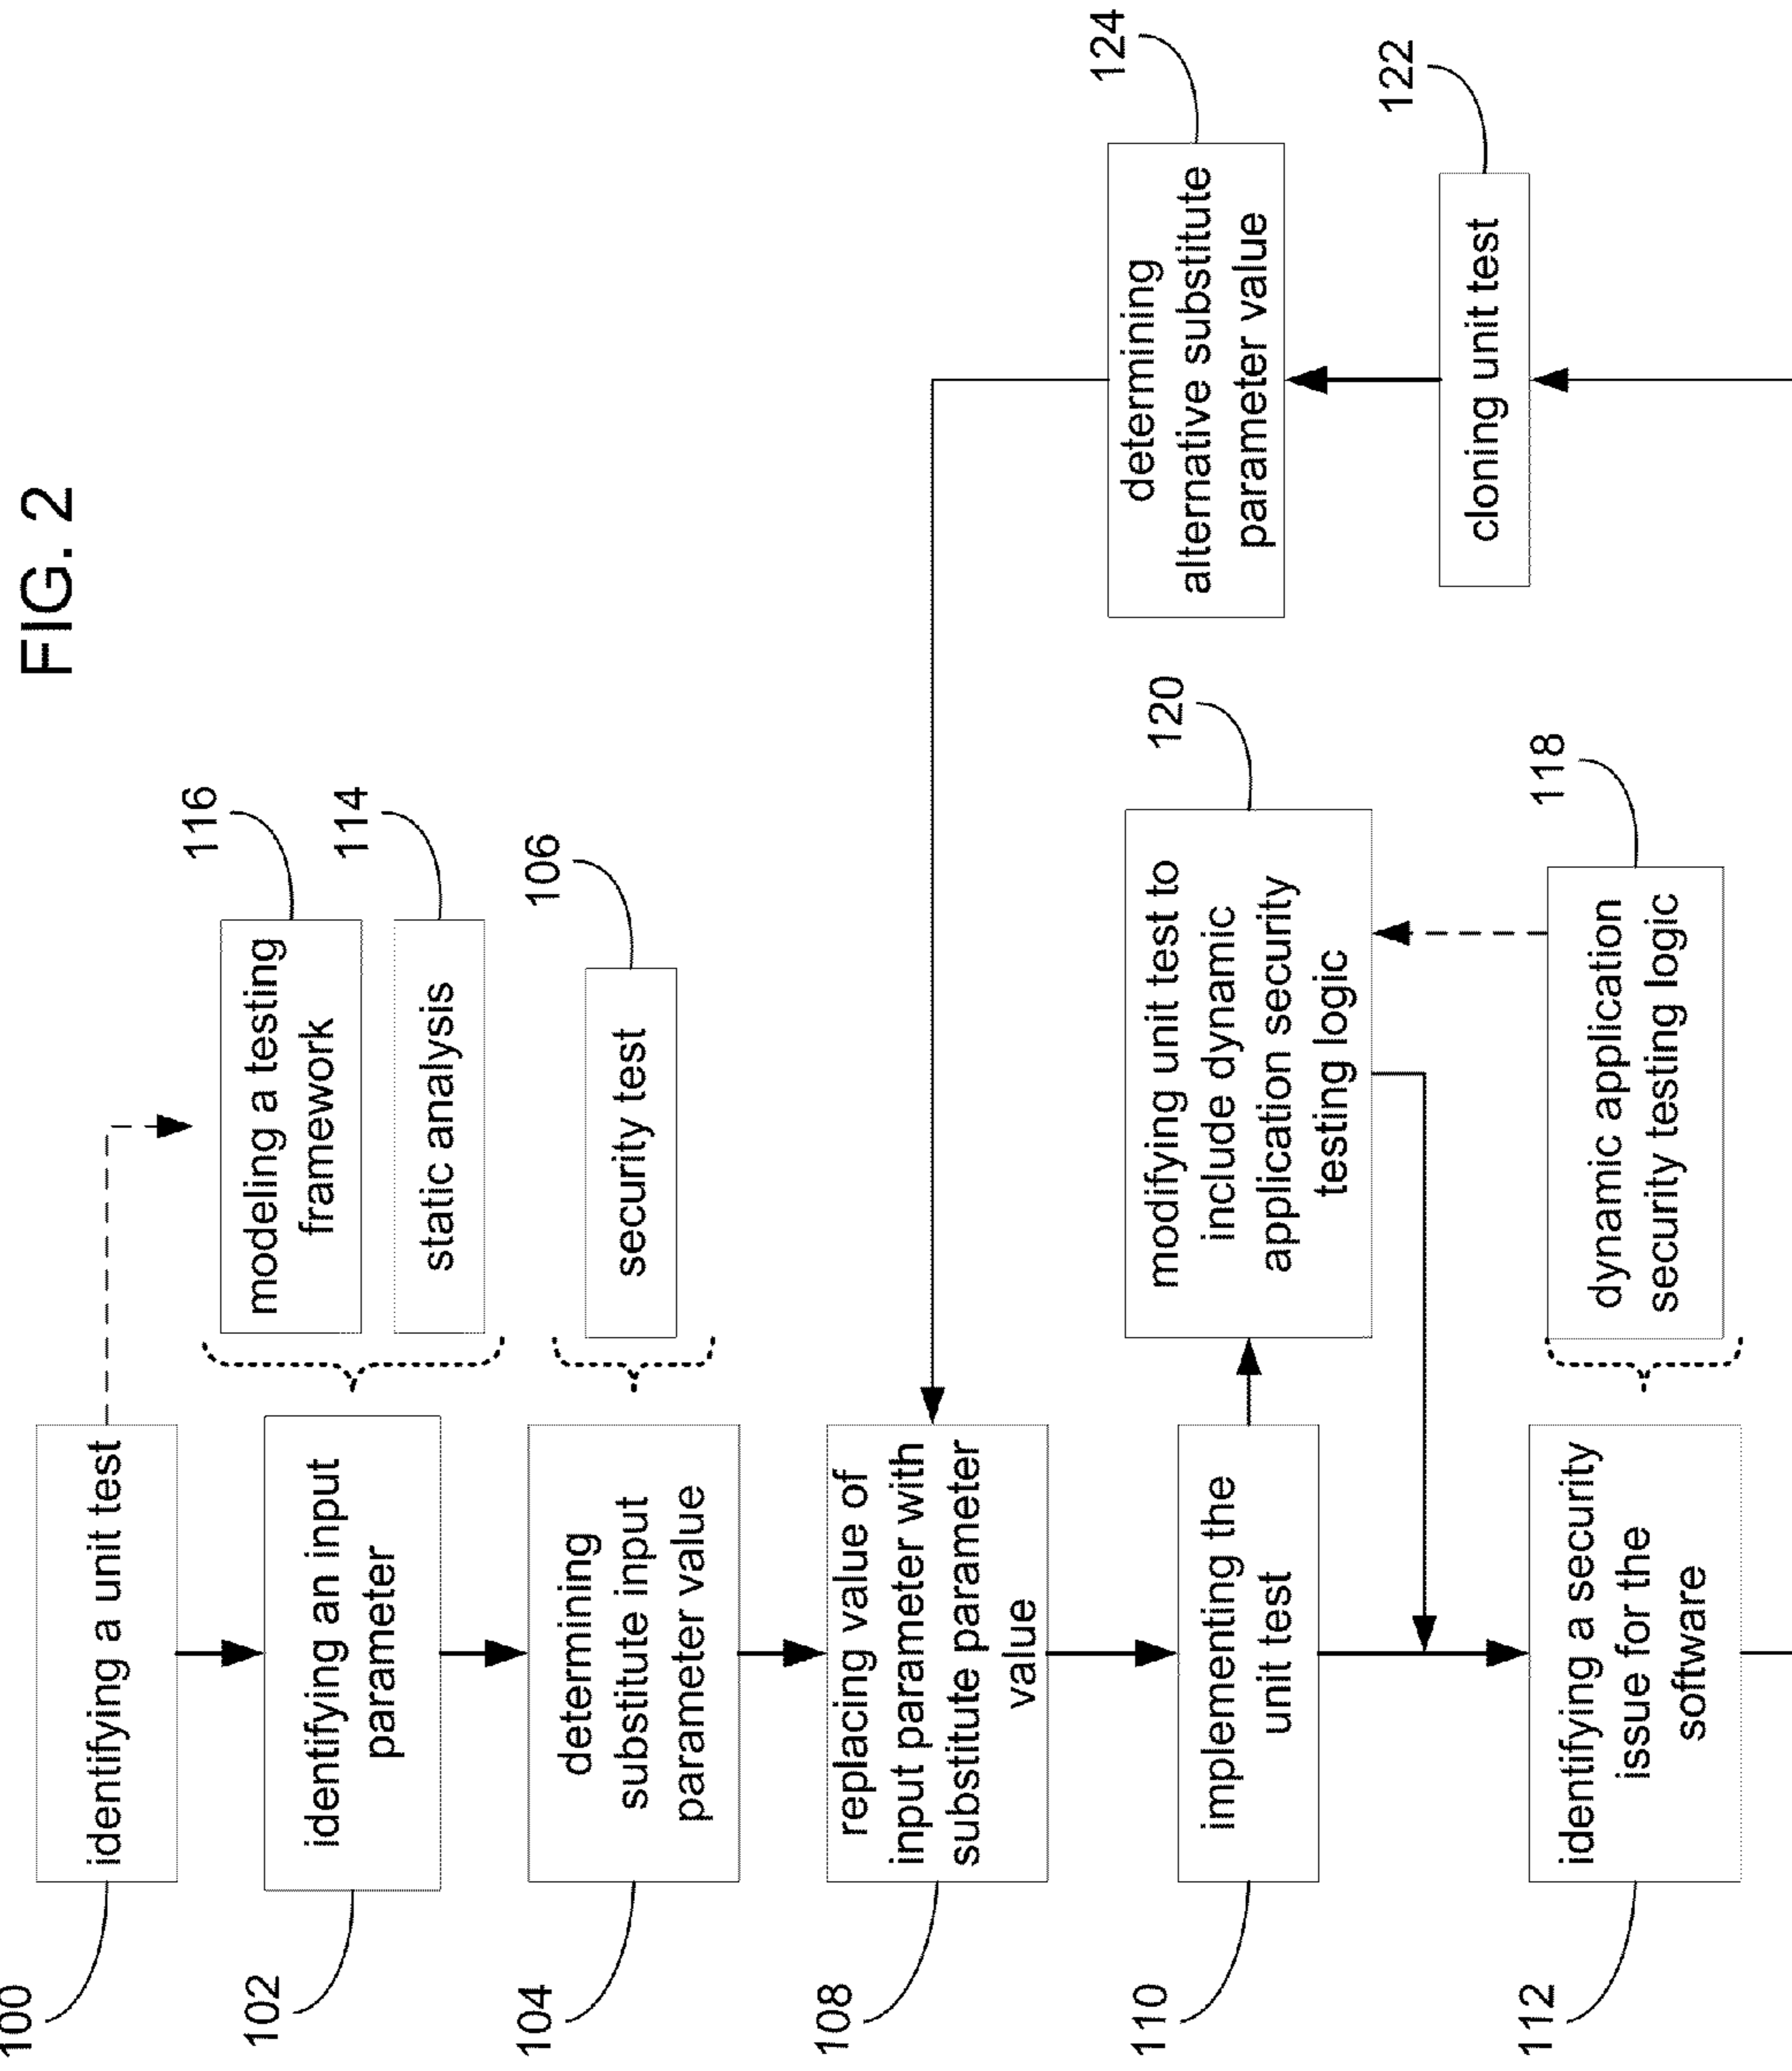 FIG. 2
100
identifying a unit test
116
modeling a testing
framework
114
static analysis
102
identifying an input
parameter
106
security test
104
determining
substitute input
parameter value
108
replacing value of
input parameter with
substitute parameter
value
124
determining
alternative substitute
parameter value
110
implementing the
unit test
120
modifying unit test to
include dynamic
application security
testing logic
122
cloning unit test
112
identifying a security
issue for the
software
118
dynamic application
security testing logic